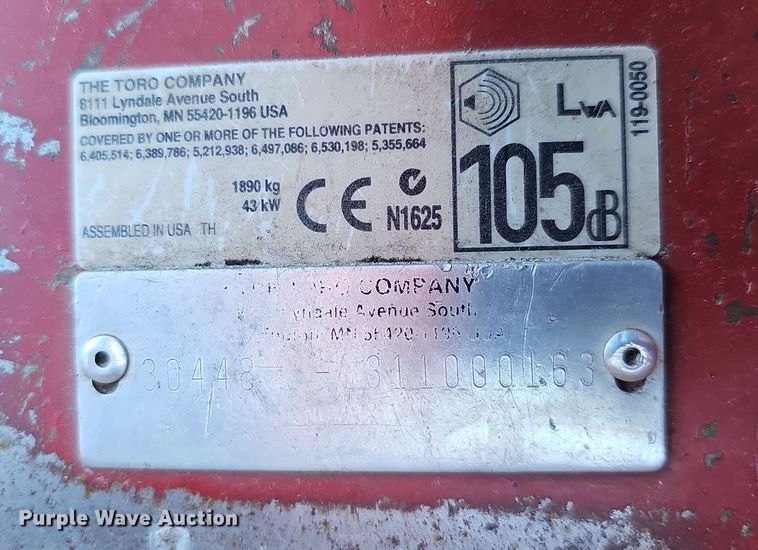 THE TORO COMPANY
8111 Lyndale Avenue South
Bloomington, MN 55420-1196 USA
COVERED BY ONE OR MORE OF THE FOLLOWING PATENTS:
6,405,514; 6,389,786; 5,212,938; 6,497,086; 6,530,198; 5,355,664
1890 kg
43 kW
CE
N1625
ASSEMBLED IN USA TH
LWA
105 dB
119-0050
COMPANY
Lyndale Avenue South,
MN
30448 - 311000163
Purple Wave Auction